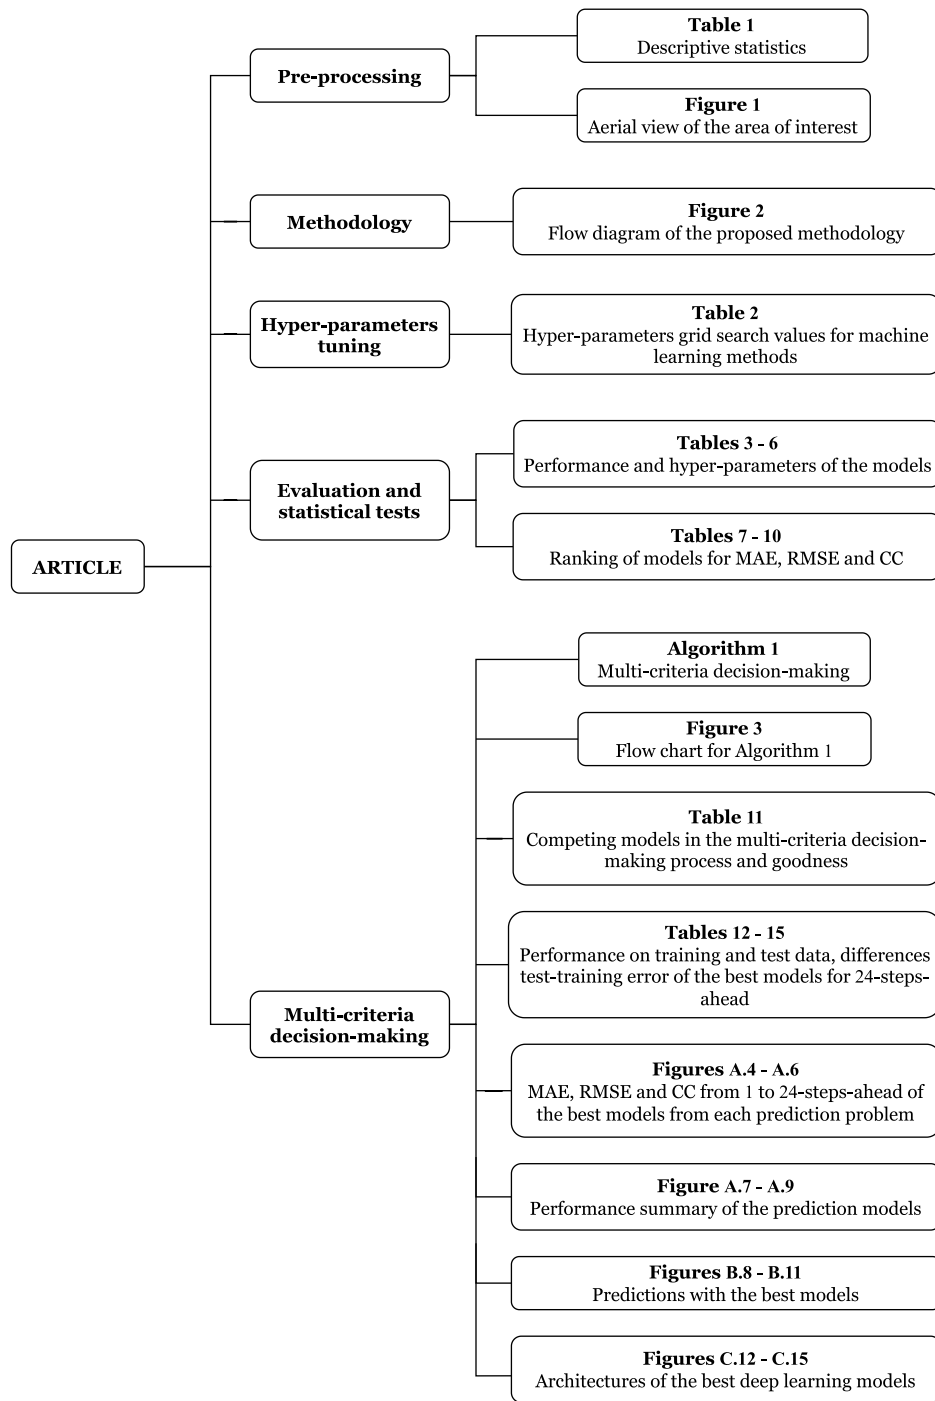 Table 1
Descriptive statistics
Pre-processing
Figure 1
Aerial view of the area of interest
Methodology
Figure 2
Flow diagram of the proposed methodology
Hyper-parameters
tuning
Table 2
Hyper-parameters grid search values for machine
learning methods
Evaluation and
statistical tests
Tables 3 - 6
Performance and hyper-parameters of the models
Tables 7 - 10
Ranking of models for MAE, RMSE and CC
ARTICLE
Algorithm 1
Multi-criteria decision-making
Figure 3
Flow chart for Algorithm 1
Table 11
Competing models in the multi-criteria decision-
making process and goodness
Tables 12 - 15
Performance on training and test data, differences
test-training error of the best models for 24-steps-
ahead
Multi-criteria
decision-making
Figures A.4 - A.6
MAE, RMSE and CC from 1 to 24-steps-ahead of
the best models from each prediction problem
Figure A.7 - A.9
Performance summary of the prediction models
Figures B.8 - B.11
Predictions with the best models
Figures C.12 - C.15
Architectures of the best deep learning models